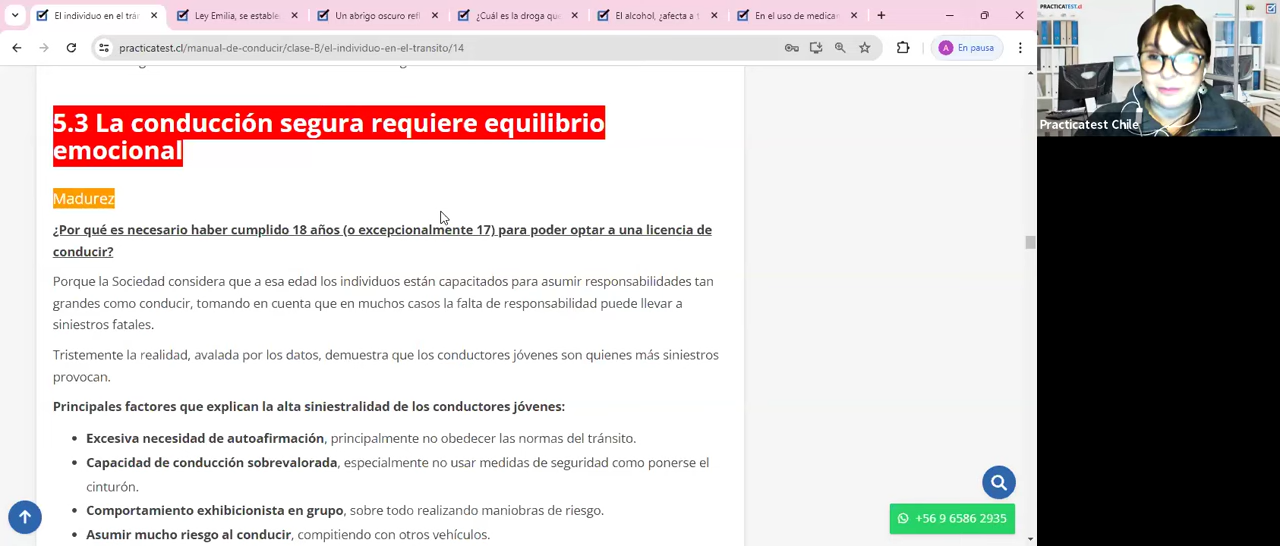 El individuo en el trán
Ley Emilia, se estable
Un abrigo oscuro refl
¿Cuál es la droga que
El alcohol, ¿afecta a t
En el uso de medicar
practicatest.cl/manual-de-conducir/clase-B/el-individuo-en-el-transito/14
A En pausa
PRACTICATEST.CL
Practicatest Chile
5.3 La conducción segura requiere equilibrio
emocional
Madurez
¿Por qué es necesario haber cumplido 18 años (o excepcionalmente 17) para poder optar a una licencia de
conducir?
Porque la Sociedad considera que a esa edad los individuos están capacitados para asumir responsabilidades tan
grandes como conducir, tomando en cuenta que en muchos casos la falta de responsabilidad puede llevar a
siniestros fatales.
Tristemente la realidad, avalada por los datos, demuestra que los conductores jóvenes son quienes más siniestros
provocan.
Principales factores que explican la alta siniestralidad de los conductores jóvenes:
• Excesiva necesidad de autoafirmación, principalmente no obedecer las normas del tránsito.
• Capacidad de conducción sobrevalorada, especialmente no usar medidas de seguridad como ponerse el
cinturón.
• Comportamiento exhibicionista en grupo, sobre todo realizando maniobras de riesgo.
• Asumir mucho riesgo al conducir, compitiendo con otros vehículos.
+56 9 6586 2935